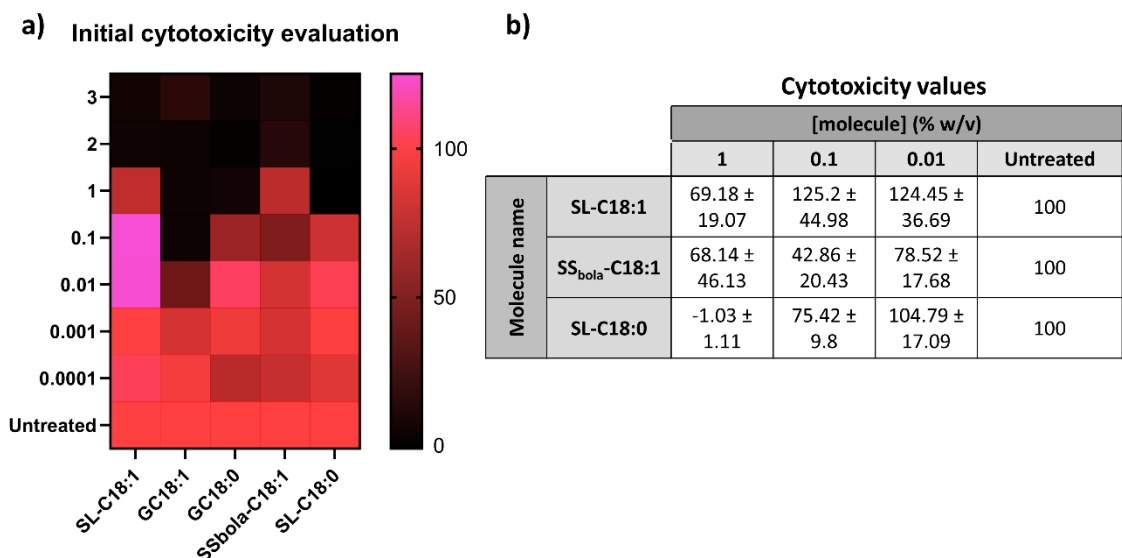 a)
Initial cytotoxicity evaluation
3
2
1
0.1
0.01
0.001
0.0001
Untreated
SL-C18:1
GC18:1
GC18:0
SSbola-C18:1
SL-C18:0
100
50
0
b)
Cytotoxicity values
[molecule] (% w/v)
1 0.1 0.01 Untreated
Molecule name
SL-C18:1 69.18 ± 19.07 125.2 ± 44.98 124.45 ± 36.69 100
SSbola-C18:1 68.14 ± 46.13 42.86 ± 20.43 78.52 ± 17.68 100
SL-C18:0 -1.03 ± 1.11 75.42 ± 9.8 104.79 ± 17.09 100